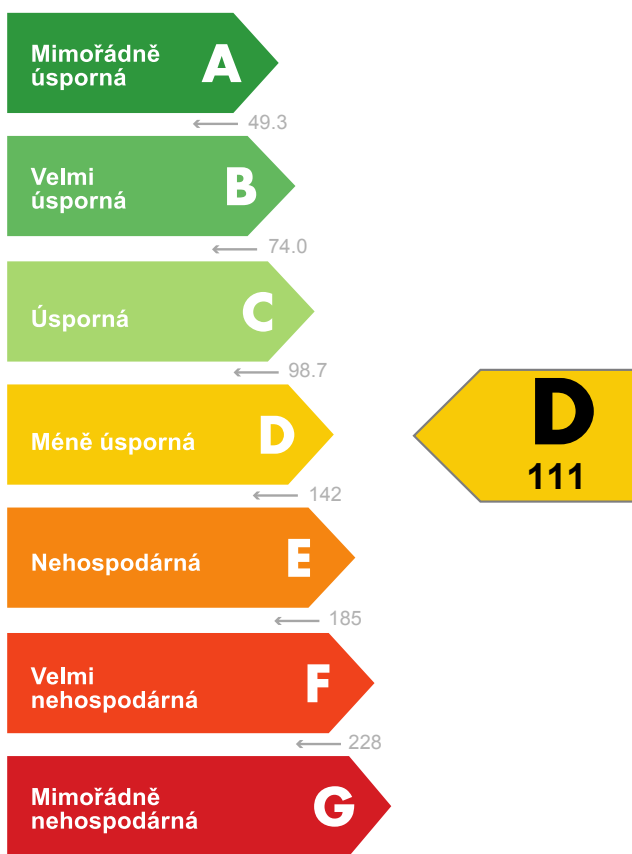 Mimořádně
úsporná
A
49.3
Velmi
úsporná
B
74.0
Úsporná
C
98.7
Méně úsporná
D
142
D
111
Nehospodárná
E
185
Velmi
nehospodárná
F
228
Mimořádně
nehospodárná
G